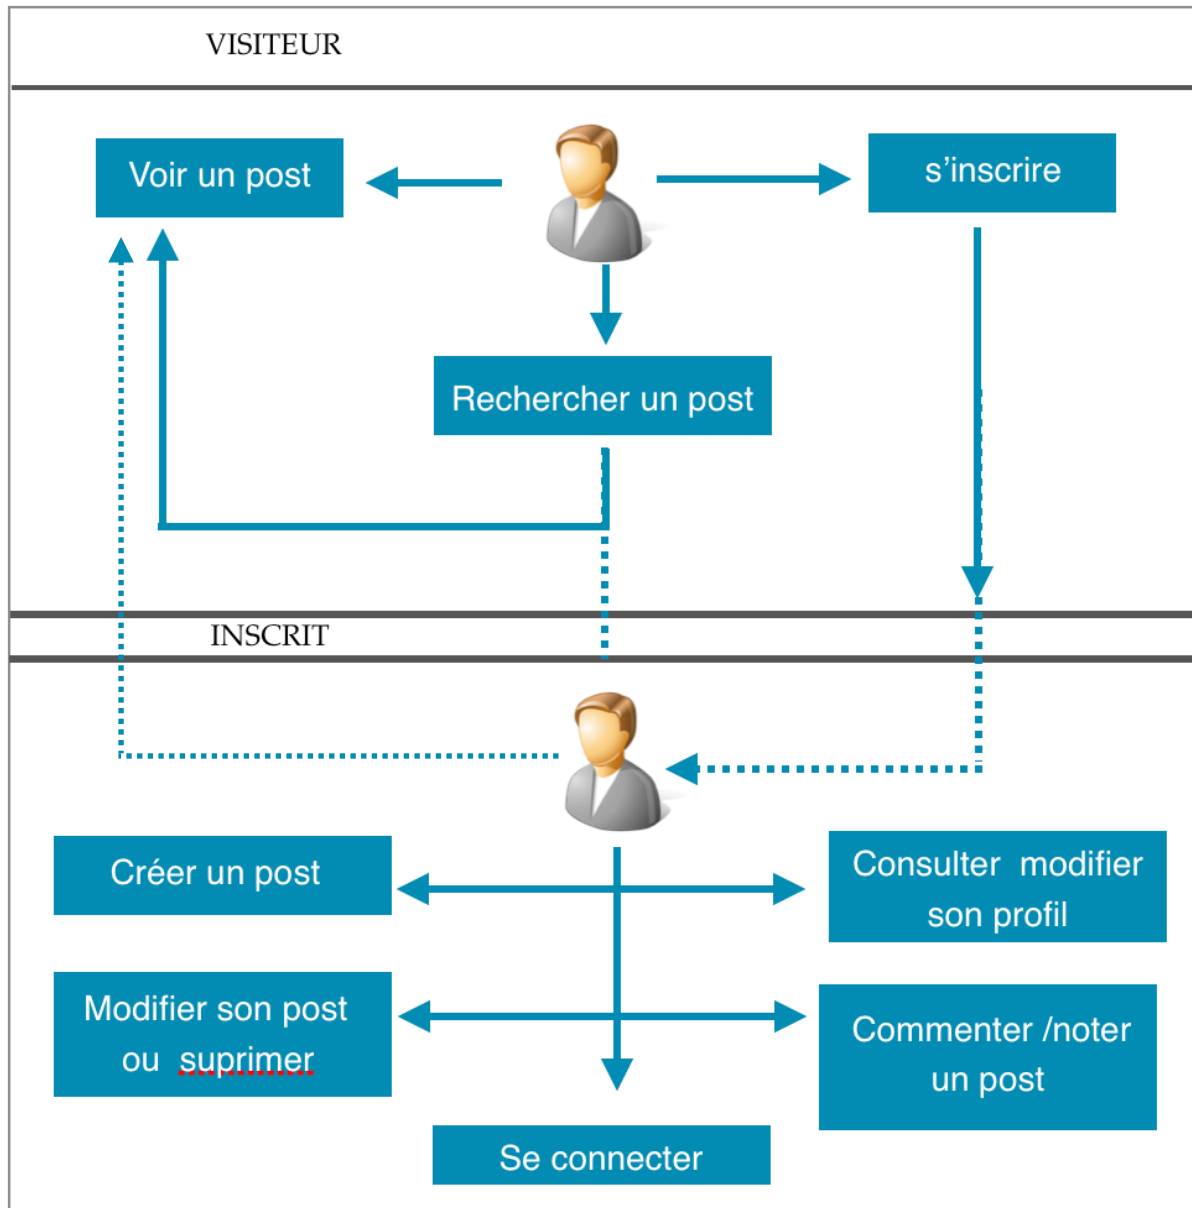 VISITEUR
Voir un post
s'inscrire
Rechercher un post
INSCRIT
Créer un post
Consulter modifier
son profil
Modifier son post
ou suprimer
Commenter /noter
un post
Se connecter